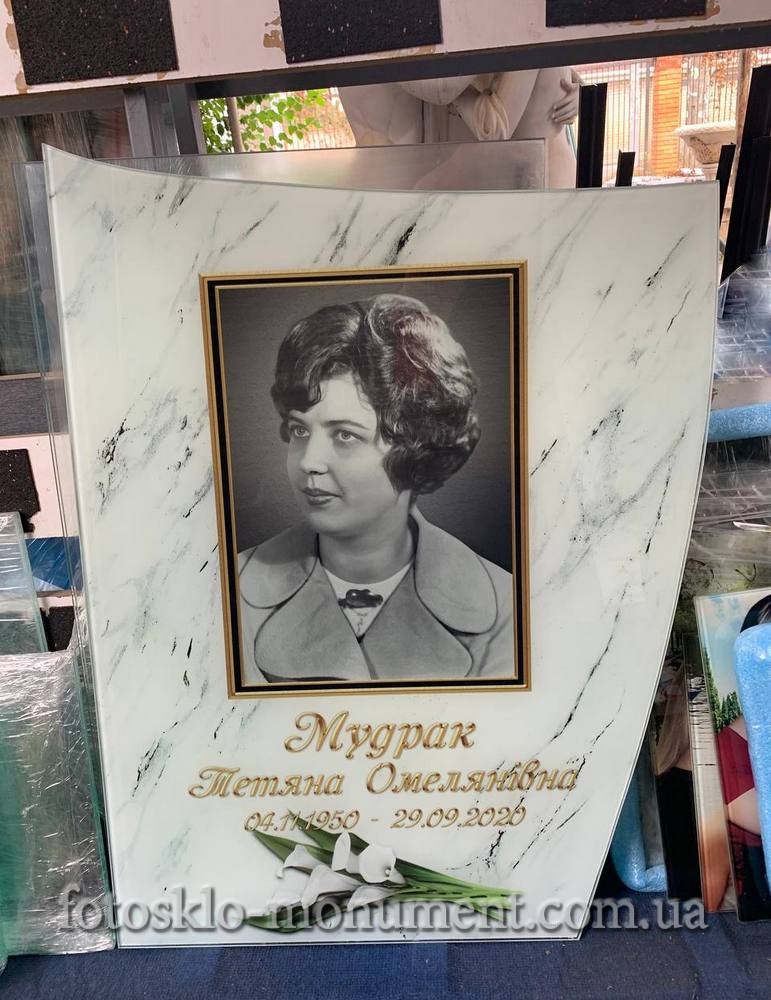 Мудрак
Тетяна Омелянівна
04.11.1950 - 29.09.2020
fotosklo-monument.com.ua